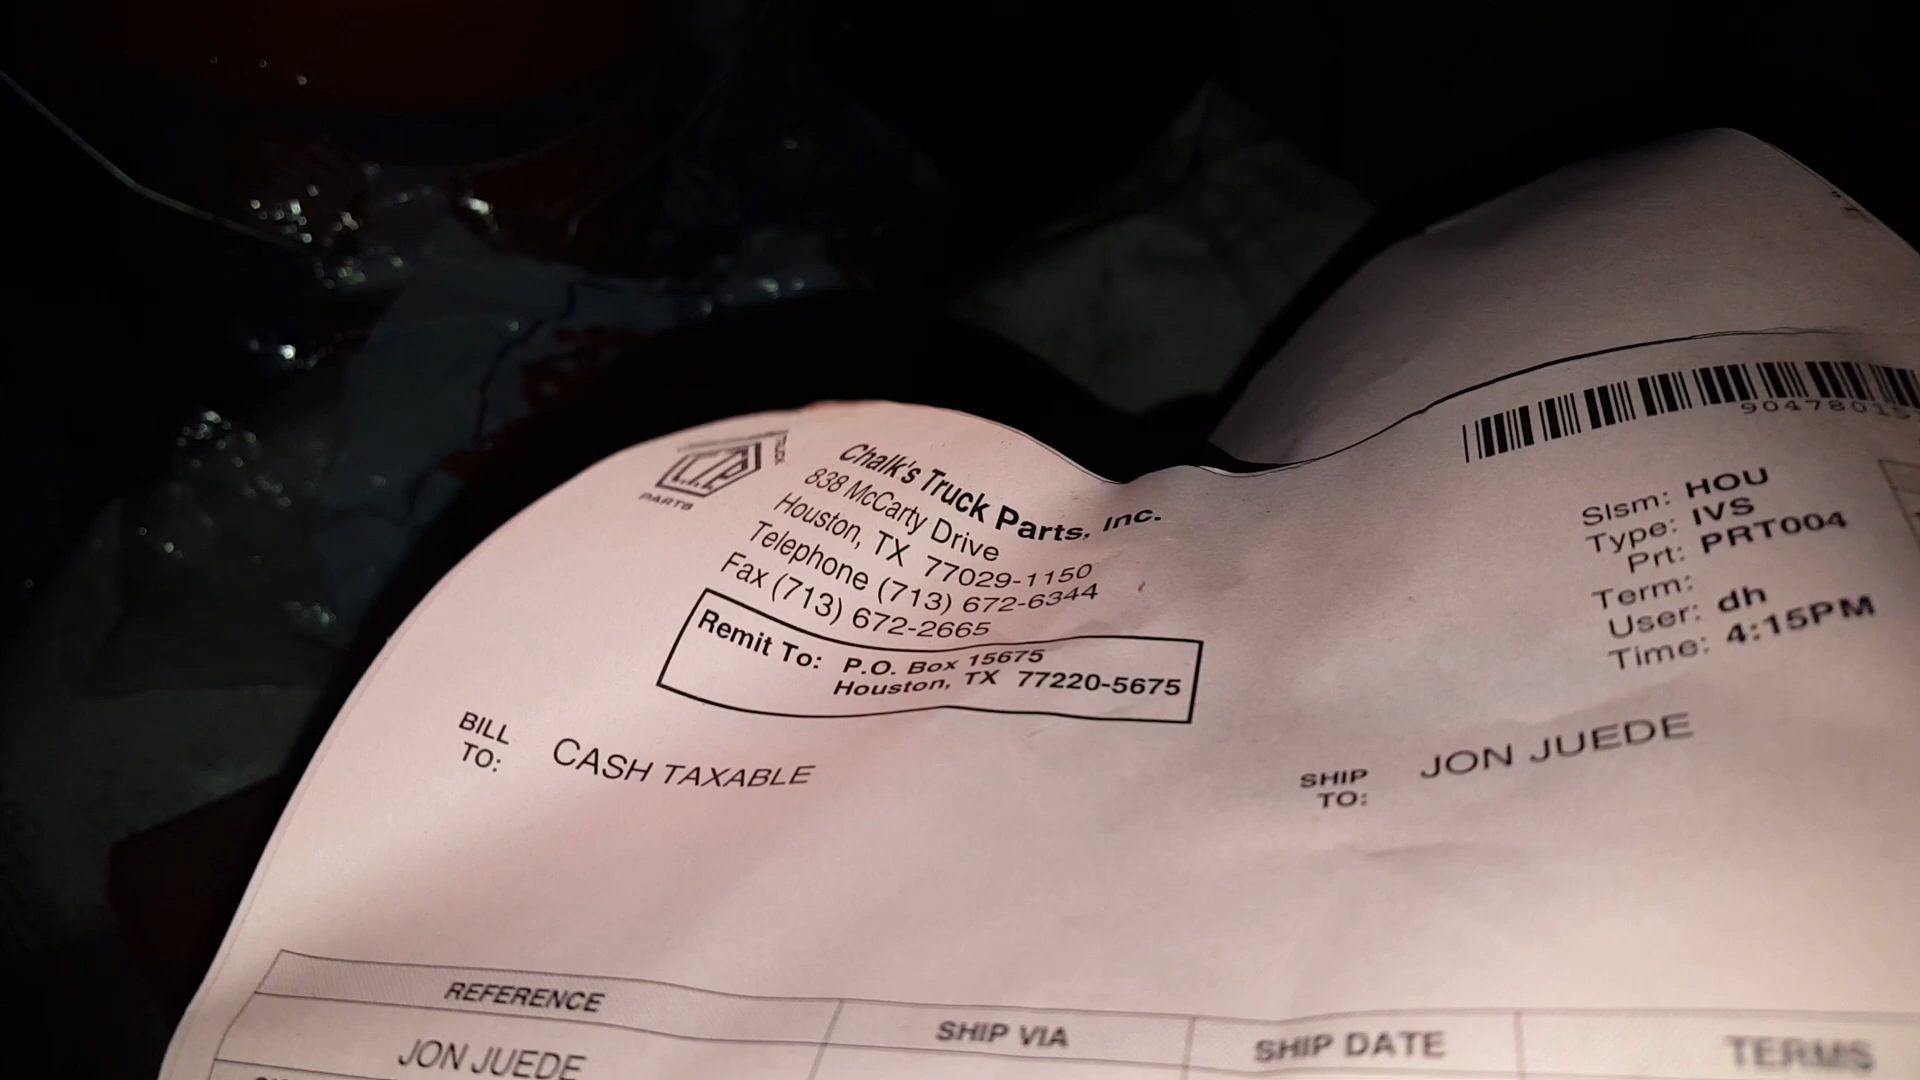 TRUCK
PARTS
Chalk's Truck Parts, Inc.
838 McCarty Drive
Houston, TX 77029-1150
Telephone (713) 672-6344
Fax (713) 672-2665
Remit To: P.O. Box 15675
Houston, TX 77220-5675
Slsm: HOU
Type: IVS
Prt: PRT004
Term:
User: dh
Time: 4:15PM
BILL
TO:
CASH TAXABLE
SHIP
TO:
JON JUEDE
REFERENCE
SHIP VIA
SHIP DATE
TERMS
JON JUEDE